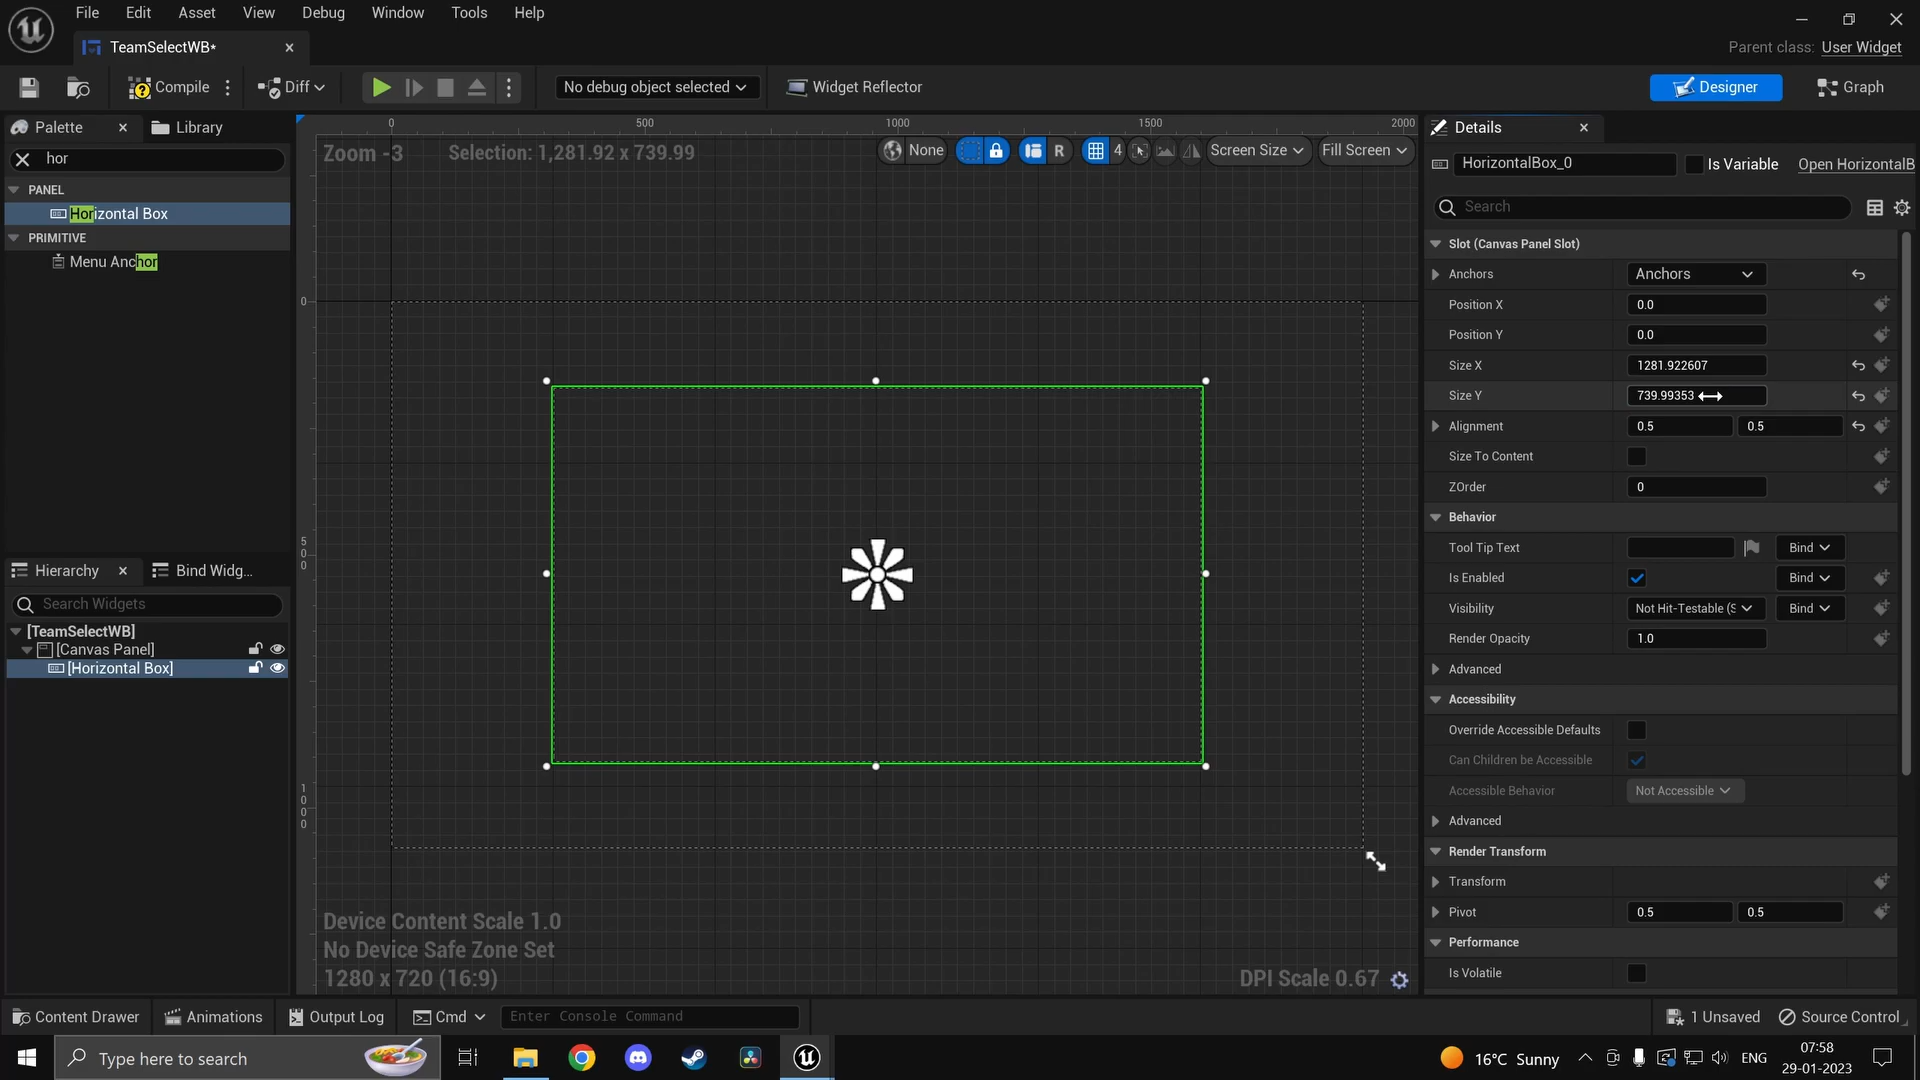 File Edit Asset View Debug Window Tools Help
TeamSelectWB*
Parent class: User Widget
Compile Diff No debug object selected Widget Reflector Designer Graph
Palette Library
hor
PANEL
Horizontal Box
PRIMITIVE
Menu Anchor
Hierarchy Bind Widg...
Search Widgets
[TeamSelectWB]
[Canvas Panel]
[Horizontal Box]
0 500 1000 1500 2000
Zoom -3 Selection: 1,281.92 x 739.99 None R 4 Screen Size Fill Screen
0
5
0
0
1
0
0
0
Device Content Scale 1.0
No Device Safe Zone Set
1280 x 720 (16:9) DPI Scale 0.67
Details
HorizontalBox_0 Is Variable Open HorizontalB
Search
Slot (Canvas Panel Slot)
Anchors Anchors
Position X 0.0
Position Y 0.0
Size X 1281.922607
Size Y 739.99353
Alignment 0.5 0.5
Size To Content
ZOrder 0
Behavior
Tool Tip Text Bind
Is Enabled Bind
Visibility Not Hit-Testable (S Bind
Render Opacity 1.0
Advanced
Accessibility
Override Accessible Defaults
Can Children be Accessible
Accessible Behavior Not Accessible
Advanced
Render Transform
Transform
Pivot 0.5 0.5
Performance
Is Volatile
Content Drawer Animations Output Log Cmd Enter Console Command 1 Unsaved Source Control
Type here to search 16°C Sunny ENG 07:58
29-01-2023